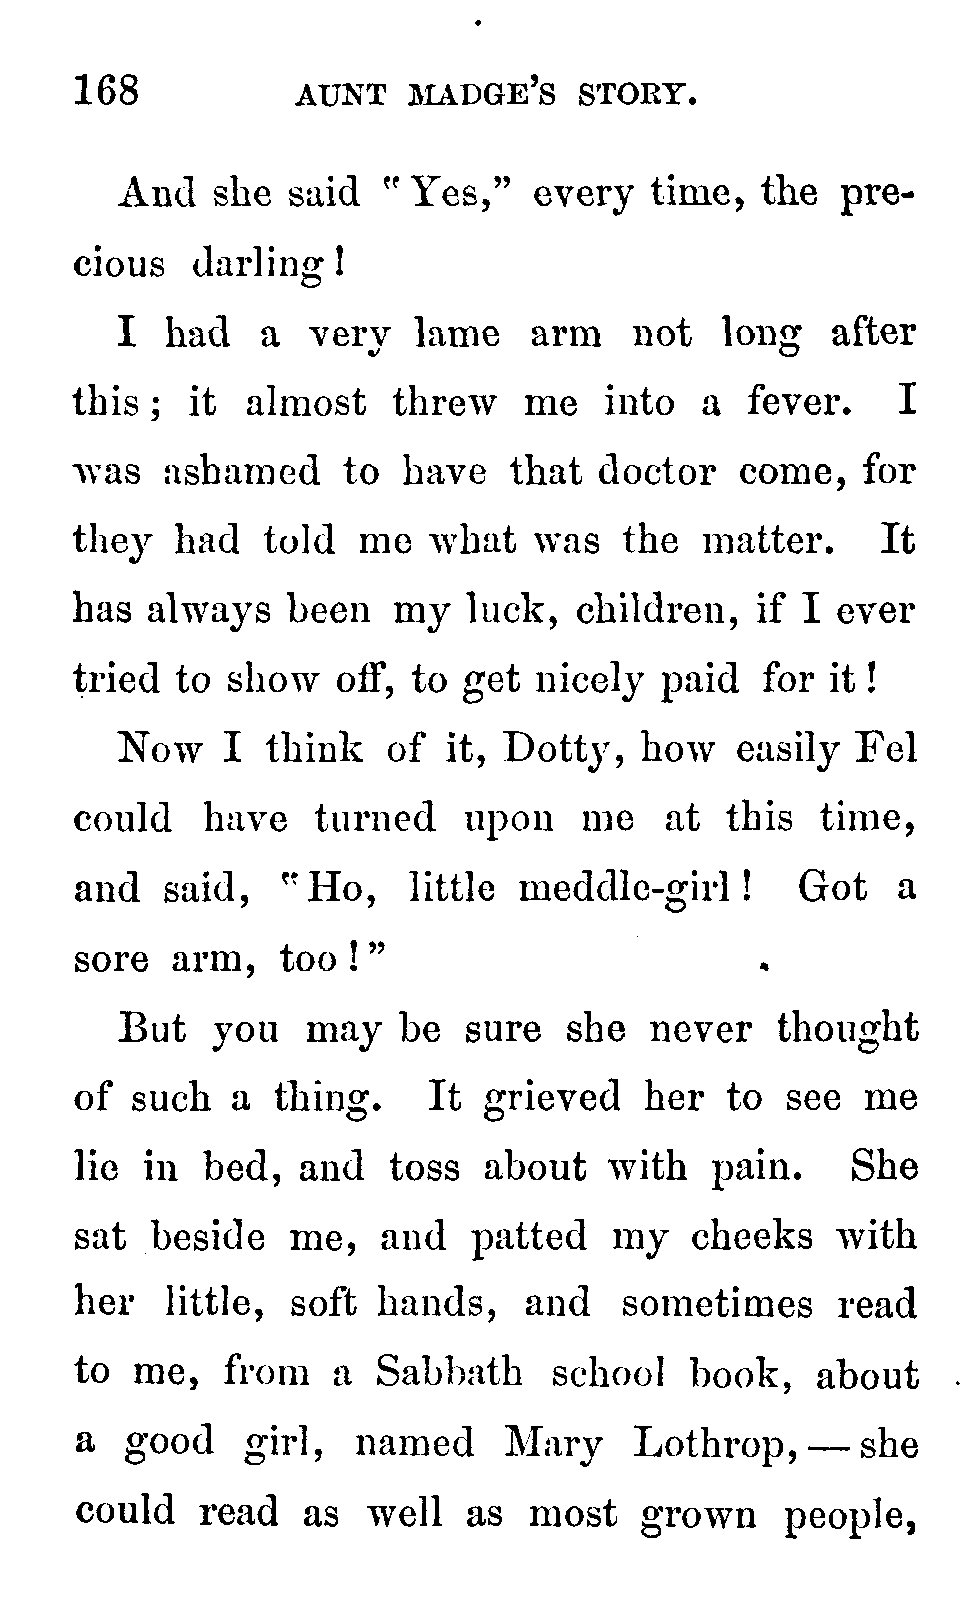 168 AUNT MADGE'S STORY.
And she said "Yes," every time, the pre-
cious darling!
I had a very lame arm not long after
this; it almost threw me into a fever. I
was ashamed to have that doctor come, for
they had told me what was the matter. It
has always been my luck, children, if I ever
tried to show off, to get nicely paid for it!
Now I think of it, Dotty, how easily Fel
could have turned upon me at this time,
and said, "Ho, little meddle-girl! Got a
sore arm, too!"
But you may be sure she never thought
of such a thing. It grieved her to see me
lie in bed, and toss about with pain. She
sat beside me, and patted my cheeks with
her little, soft hands, and sometimes read
to me, from a Sabbath school book, about
a good girl, named Mary Lothrop,—she
could read as well as most grown people,